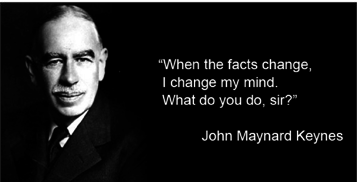 “When the facts change,
I change my mind.
What do you do, sir?”
John Maynard Keynes